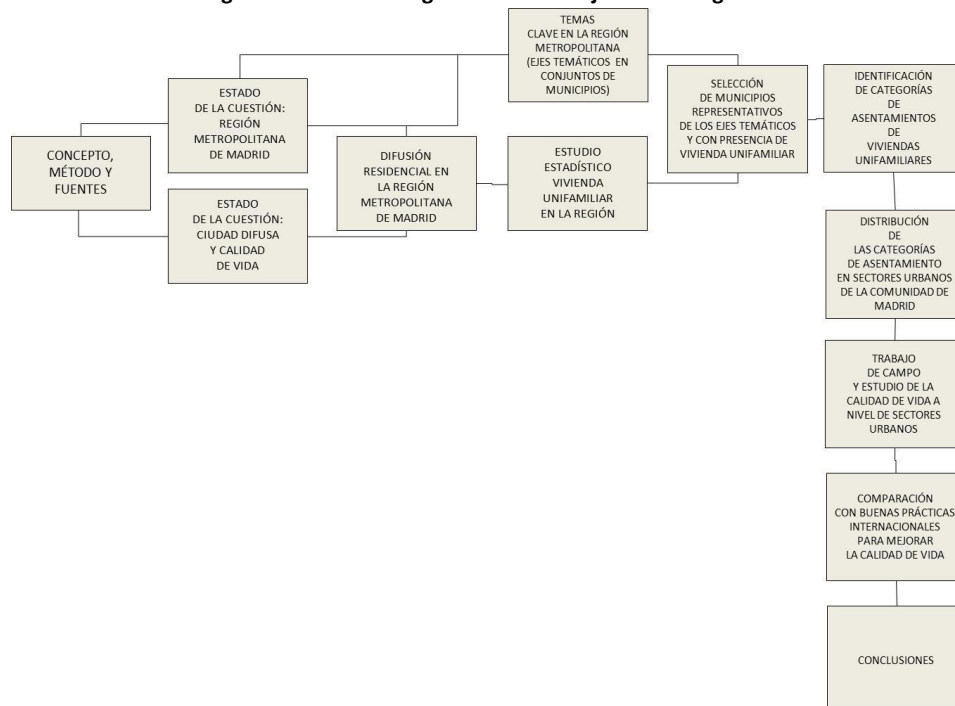 CONCEPTO,
MÉTODO Y
FUENTES
ESTADO
DE LA CUESTIÓN:
REGIÓN
METROPOLITANA
DE MADRID
ESTADO
DE LA CUESTIÓN:
CIUDAD DIFUSA
Y CALIDAD
DE VIDA
DIFUSIÓN
RESIDENCIAL EN
LA REGIÓN
METROPOLITANA
DE MADRID
TEMAS
CLAVE EN LA REGIÓN
METROPOLITANA
(EJES TEMÁTICOS EN
CONJUNTOS DE
MUNICIPIOS)
ESTUDIO
ESTADÍSTICO
VIVIENDA
UNIFAMILIAR
EN LA REGIÓN
SELECCIÓN
DE MUNICIPIOS
REPRESENTATIVOS
DE LOS EJES TEMÁTICOS
Y CON PRESENCIA DE
VIVIENDA UNIFAMILIAR
IDENTIFICACIÓN
DE CATEGORÍAS
DE
ASENTAMIENTOS
DE
VIVIENDAS
UNIFAMILIARES
DISTRIBUCIÓN
DE
LAS CATEGORÍAS
DE ASENTAMIENTO
EN SECTORES URBANOS
DE LA COMUNIDAD DE
MADRID
TRABAJO
DE CAMPO
Y ESTUDIO DE LA
CALIDAD DE VIDA A
NIVEL DE SECTORES
URBANOS
COMPARACIÓN
CON BUENAS PRÁCTICAS
INTERNACIONALES
PARA MEJORAR
LA CALIDAD DE VIDA
CONCLUSIONES